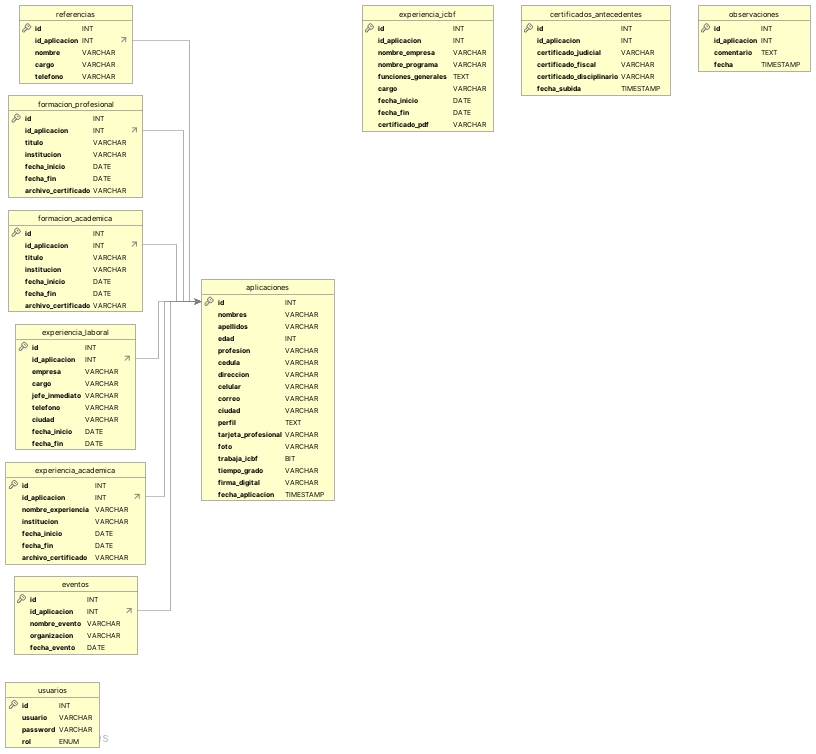 referencias
id INT
id_aplicacion INT
nombre VARCHAR
cargo VARCHAR
telefono VARCHAR
formacion_profesional
id INT
id_aplicacion INT
titulo VARCHAR
institucion VARCHAR
fecha_inicio DATE
fecha_fin DATE
archivo_certificado VARCHAR
formacion_academica
id INT
id_aplicacion INT
titulo VARCHAR
institucion VARCHAR
fecha_inicio DATE
fecha_fin DATE
archivo_certificado VARCHAR
experiencia_laboral
id INT
id_aplicacion INT
empresa VARCHAR
cargo VARCHAR
jefe_inmediato VARCHAR
telefono VARCHAR
ciudad VARCHAR
fecha_inicio DATE
fecha_fin DATE
experiencia_academica
id INT
id_aplicacion INT
nombre_experiencia VARCHAR
institucion VARCHAR
fecha_inicio DATE
fecha_fin DATE
archivo_certificado VARCHAR
eventos
id INT
id_aplicacion INT
nombre_evento VARCHAR
organizacion VARCHAR
fecha_evento DATE
usuarios
id INT
usuario VARCHAR
password VARCHAR
rol ENUM
aplicaciones
id INT
nombres VARCHAR
apellidos VARCHAR
edad INT
profesion VARCHAR
cedula VARCHAR
direccion VARCHAR
celular VARCHAR
correo VARCHAR
ciudad VARCHAR
perfil TEXT
tarjeta_profesional VARCHAR
foto VARCHAR
trabaja_icbf BIT
tiempo_grado VARCHAR
firma_digital VARCHAR
fecha_aplicacion TIMESTAMP
experiencia_icbf
id INT
id_aplicacion INT
nombre_empresa VARCHAR
nombre_programa VARCHAR
funciones_generales TEXT
cargo VARCHAR
fecha_inicio DATE
fecha_fin DATE
certificado_pdf VARCHAR
certificados_antecedentes
id INT
id_aplicacion INT
certificado_judicial VARCHAR
certificado_fiscal VARCHAR
certificado_disciplinario VARCHAR
fecha_subida TIMESTAMP
observaciones
id INT
id_aplicacion INT
comentario TEXT
fecha TIMESTAMP